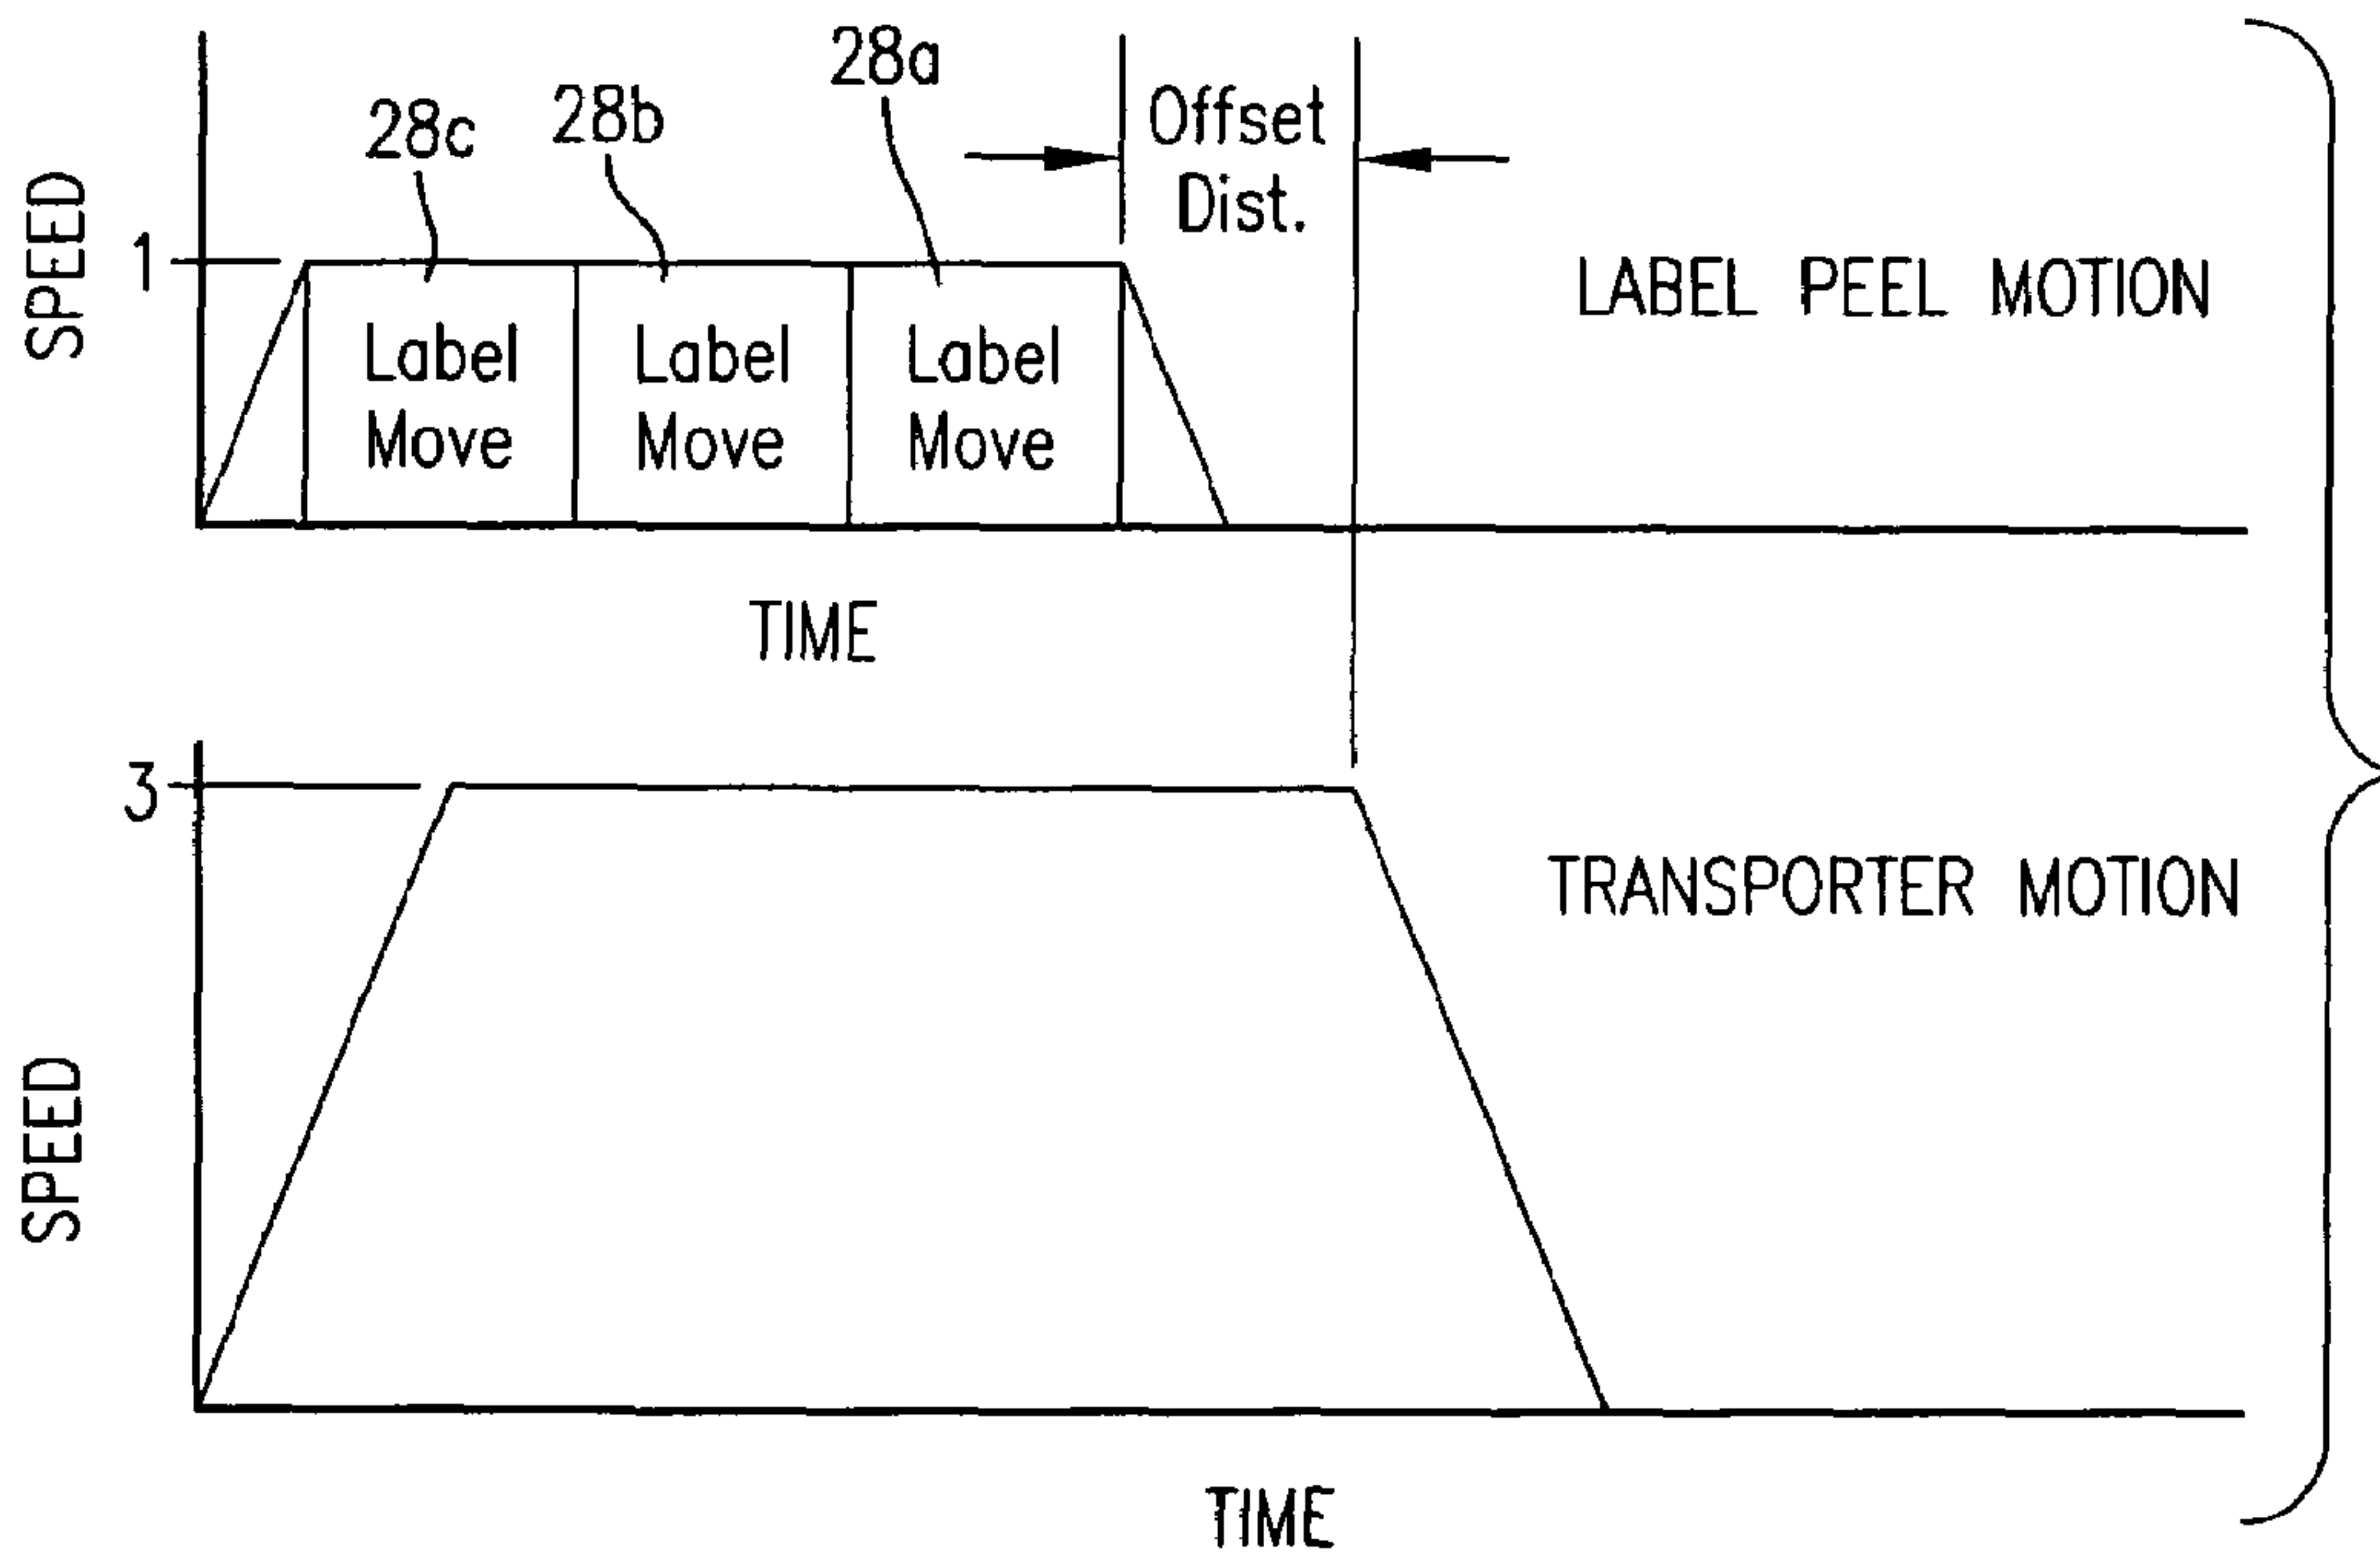 28c
28b
28a
Offset
Dist.
SPEED
1
Label
Move
Label
Move
Label
Move
LABEL PEEL MOTION
TIME
3
TRANSPORTER MOTION
SPEED
TIME